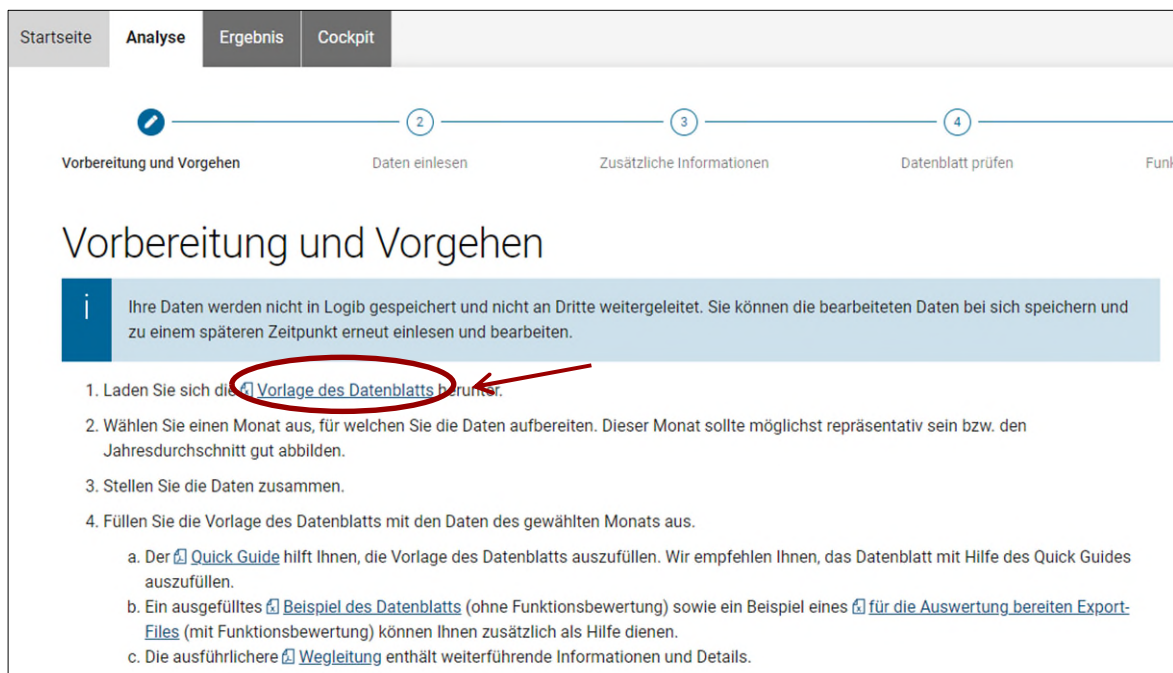 Startseite Analyse Ergebnis Cockpit
2 3 4
Vorbereitung und Vorgehen Daten einlesen Zusätzliche Informationen Datenblatt prüfen Funk
Vorbereitung und Vorgehen
i Ihre Daten werden nicht in Logib gespeichert und nicht an Dritte weitergeleitet. Sie können die bearbeiteten Daten bei sich speichern und
zu einem späteren Zeitpunkt erneut einlesen und bearbeiten.
1. Laden Sie sich die Vorlage des Datenblatts herunter.
2. Wählen Sie einen Monat aus, für welchen Sie die Daten aufbereiten. Dieser Monat sollte möglichst repräsentativ sein bzw. den
Jahresdurchschnitt gut abbilden.
3. Stellen Sie die Daten zusammen.
4. Füllen Sie die Vorlage des Datenblatts mit den Daten des gewählten Monats aus.
a. Der Quick Guide hilft Ihnen, die Vorlage des Datenblatts auszufüllen. Wir empfehlen Ihnen, das Datenblatt mit Hilfe des Quick Guides
auszufüllen.
b. Ein ausgefülltes Beispiel des Datenblatts (ohne Funktionsbewertung) sowie ein Beispiel eines für die Auswertung bereiten Export-
Files (mit Funktionsbewertung) können Ihnen zusätzlich als Hilfe dienen.
c. Die ausführlichere Wegleitung enthält weiterführende Informationen und Details.